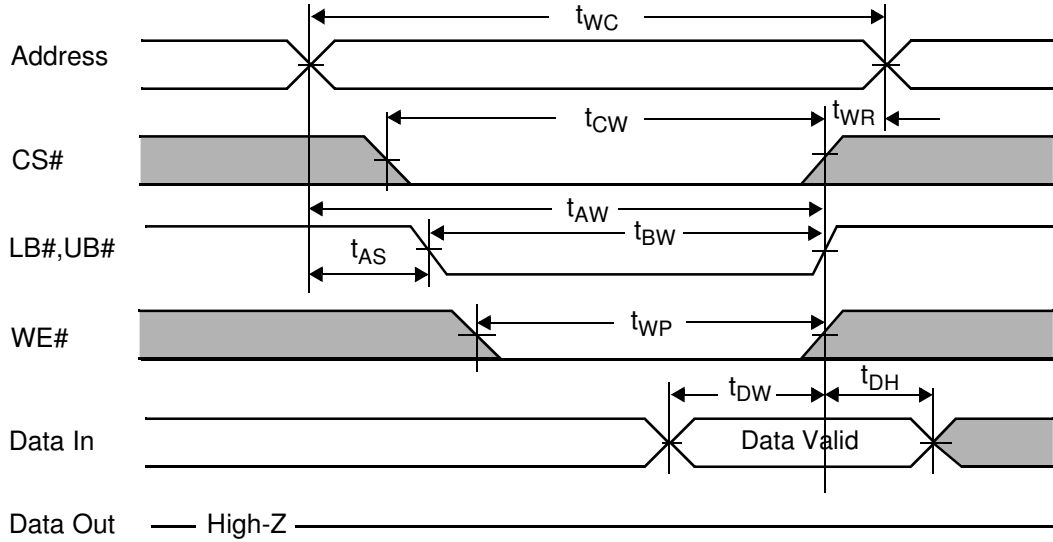 tWC
Address
tCW
tWR
CS#
tAW
LB#,UB#
tBW
tAS
WE#
tWP
tDW
tDH
Data In
Data Valid
Data Out
High-Z